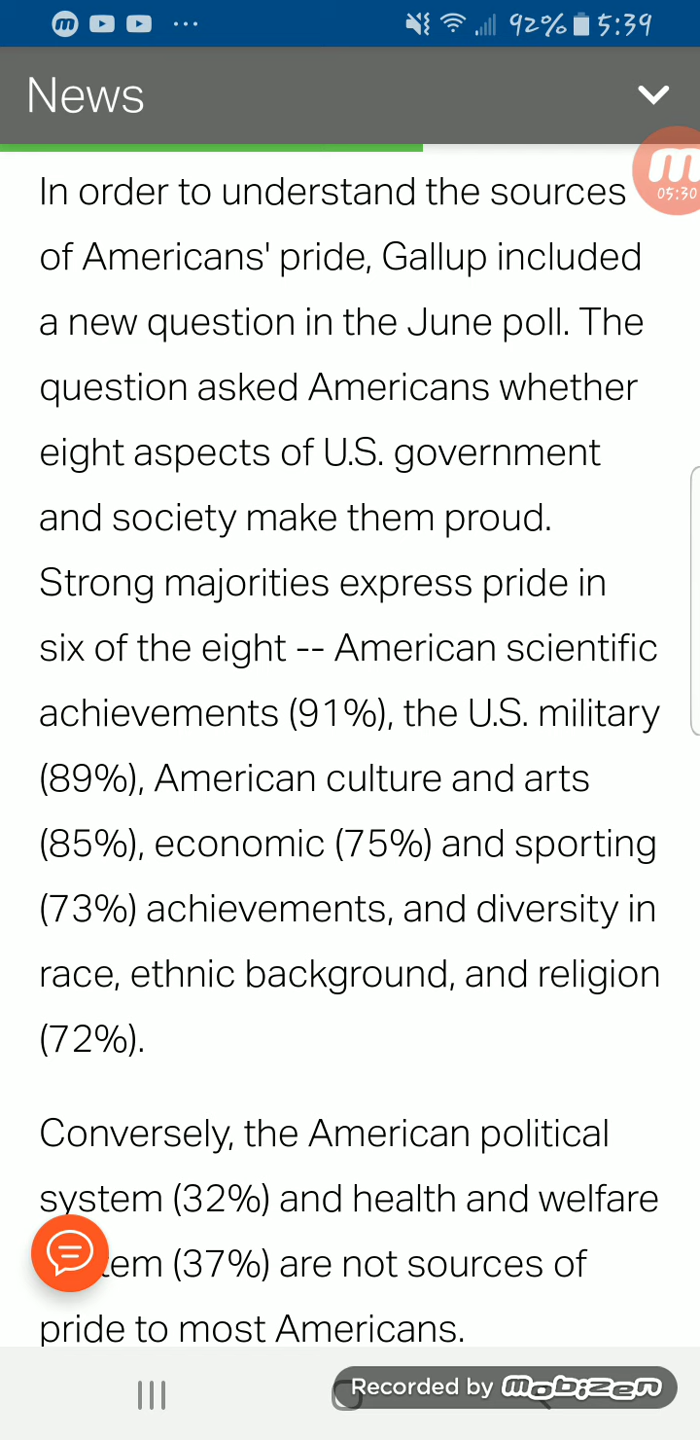 92% 5:39
News
05:30
In order to understand the sources
of Americans' pride, Gallup included
a new question in the June poll. The
question asked Americans whether
eight aspects of U.S. government
and society make them proud.
Strong majorities express pride in
six of the eight -- American scientific
achievements (91%), the U.S. military
(89%), American culture and arts
(85%), economic (75%) and sporting
(73%) achievements, and diversity in
race, ethnic background, and religion
(72%).
Conversely, the American political
system (32%) and health and welfare
tem (37%) are not sources of
pride to most Americans.
Recorded by mobizen